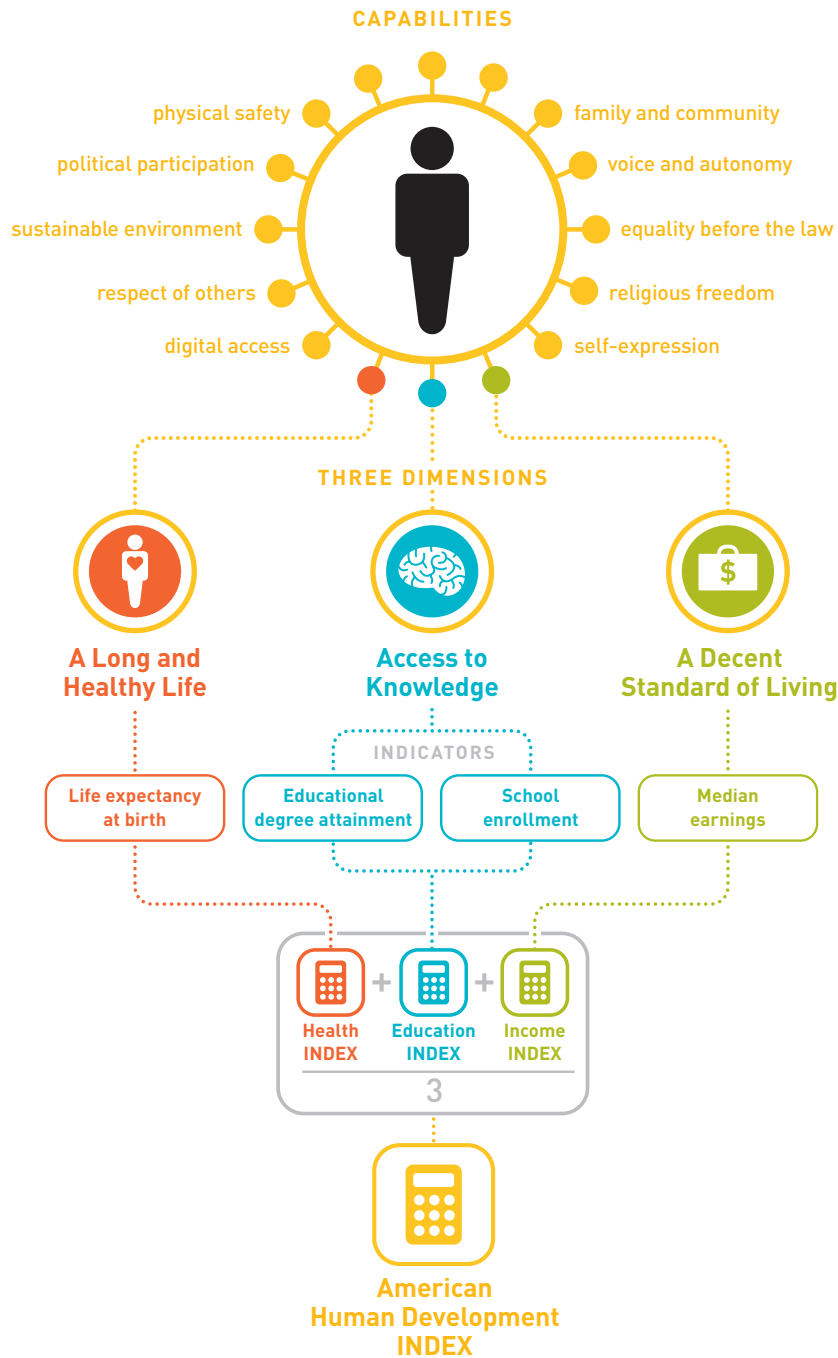 CAPABILITIES
physical safety
family and community
political participation
voice and autonomy
sustainable environment
equality before the law
respect of others
religious freedom
digital access
self-expression
THREE DIMENSIONS
$
A Long and
Healthy Life
Access to
Knowledge
A Decent
Standard of Living
INDICATORS
Life expectancy
at birth
Educational
degree attainment
School
enrollment
Median
earnings
+
+
Health
INDEX
Education
INDEX
Income
INDEX
3
American
Human Development
INDEX